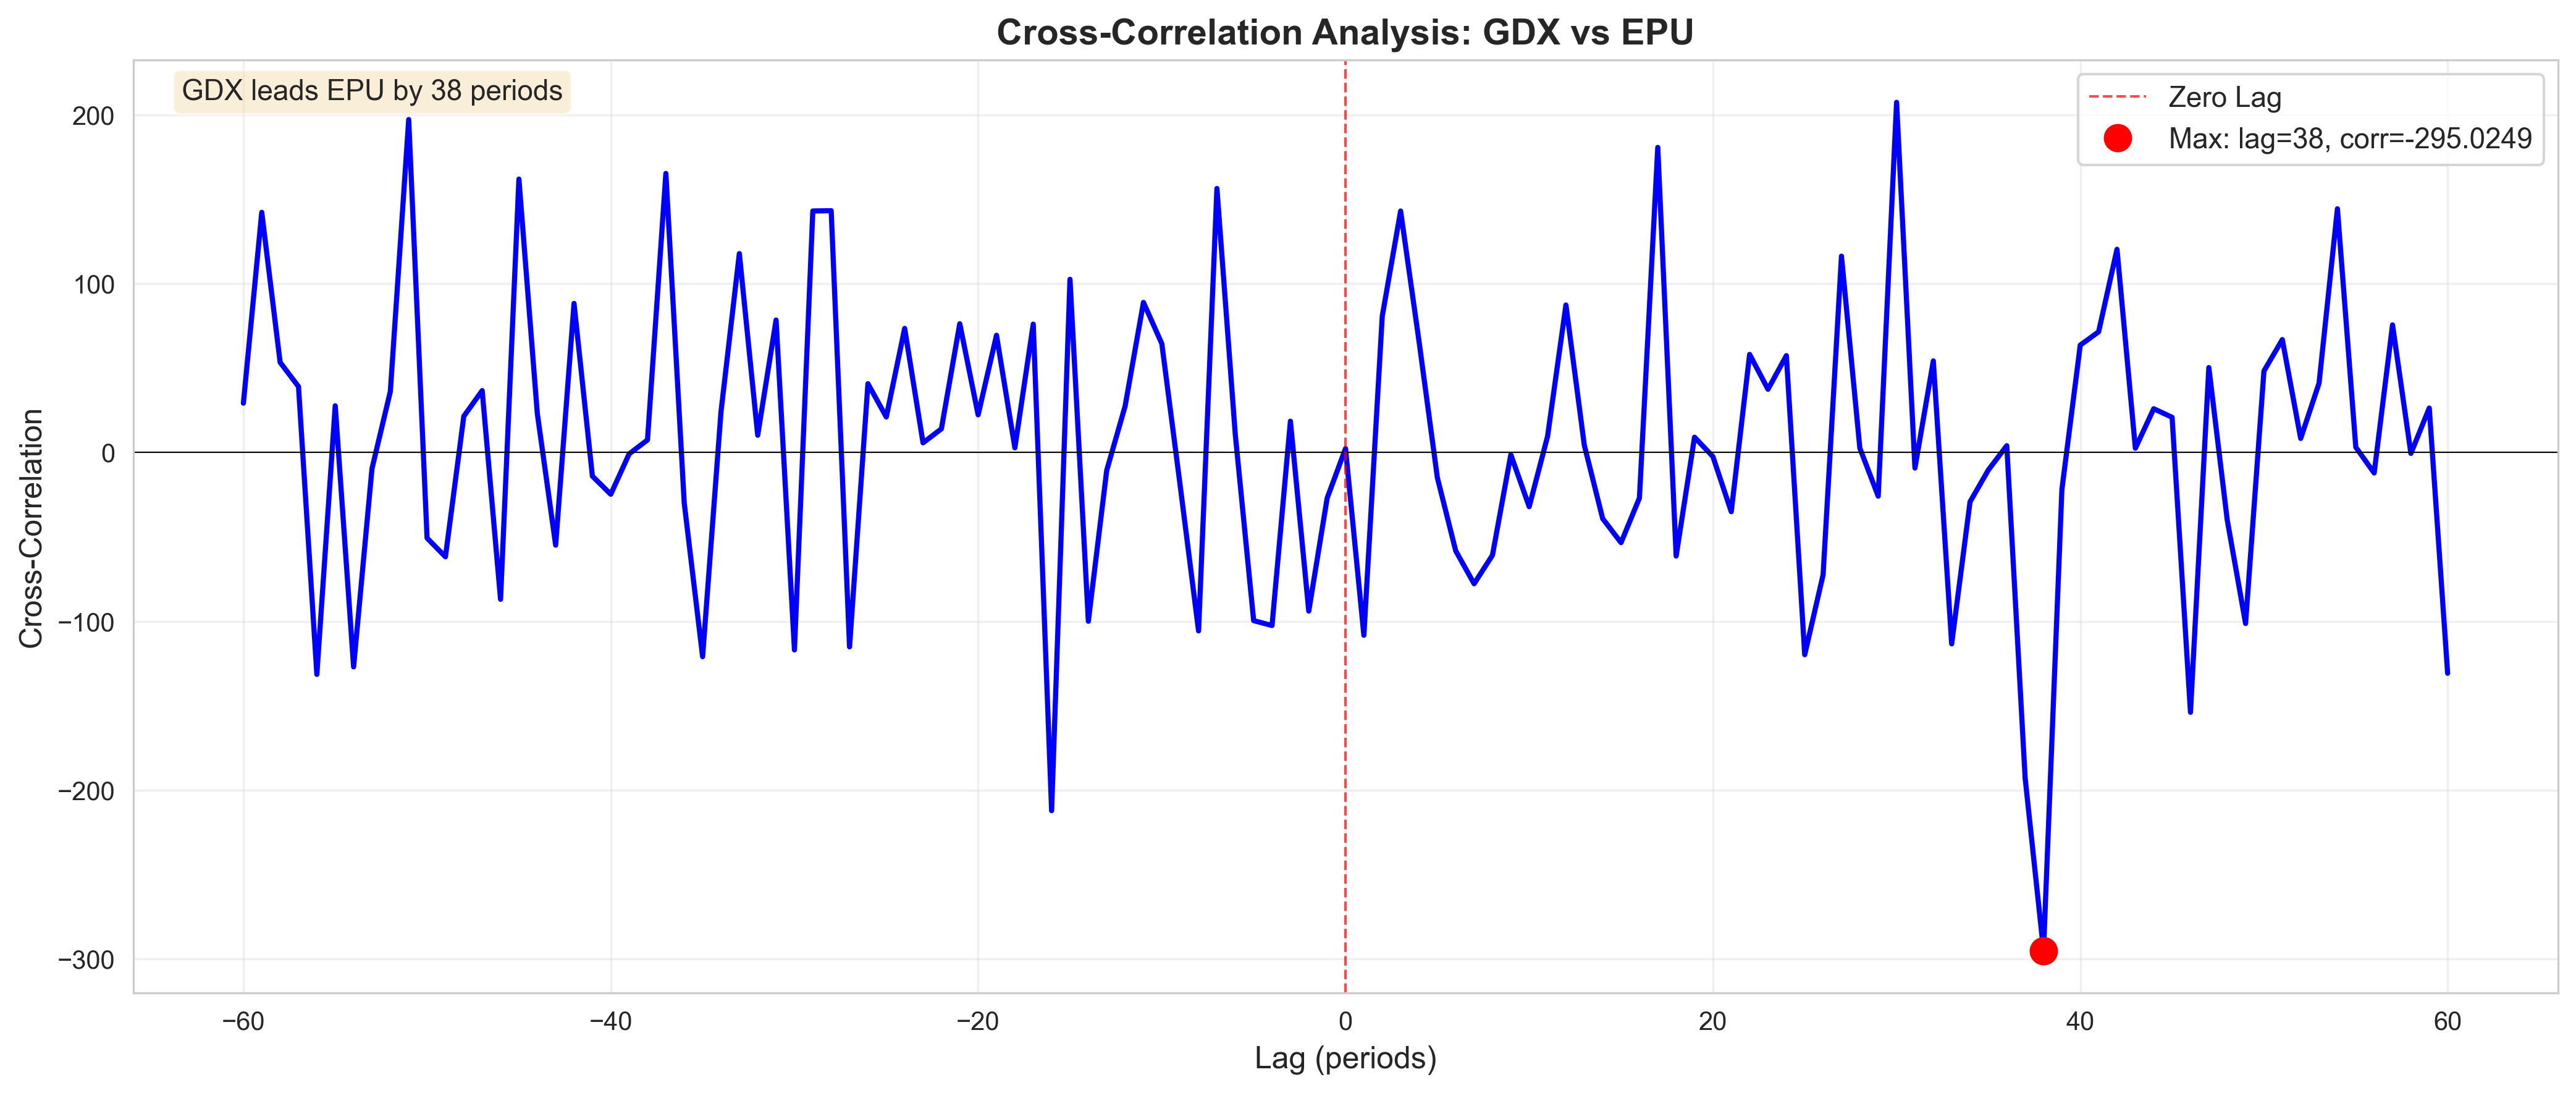 Cross-Correlation Analysis: GDX vs EPU
GDX leads EPU by 38 periods
Zero Lag
Max: lag=38, corr=-295.0249
Cross-Correlation
200
100
0
−100
−200
−300
−60
−40
−20
0
20
40
60
Lag (periods)